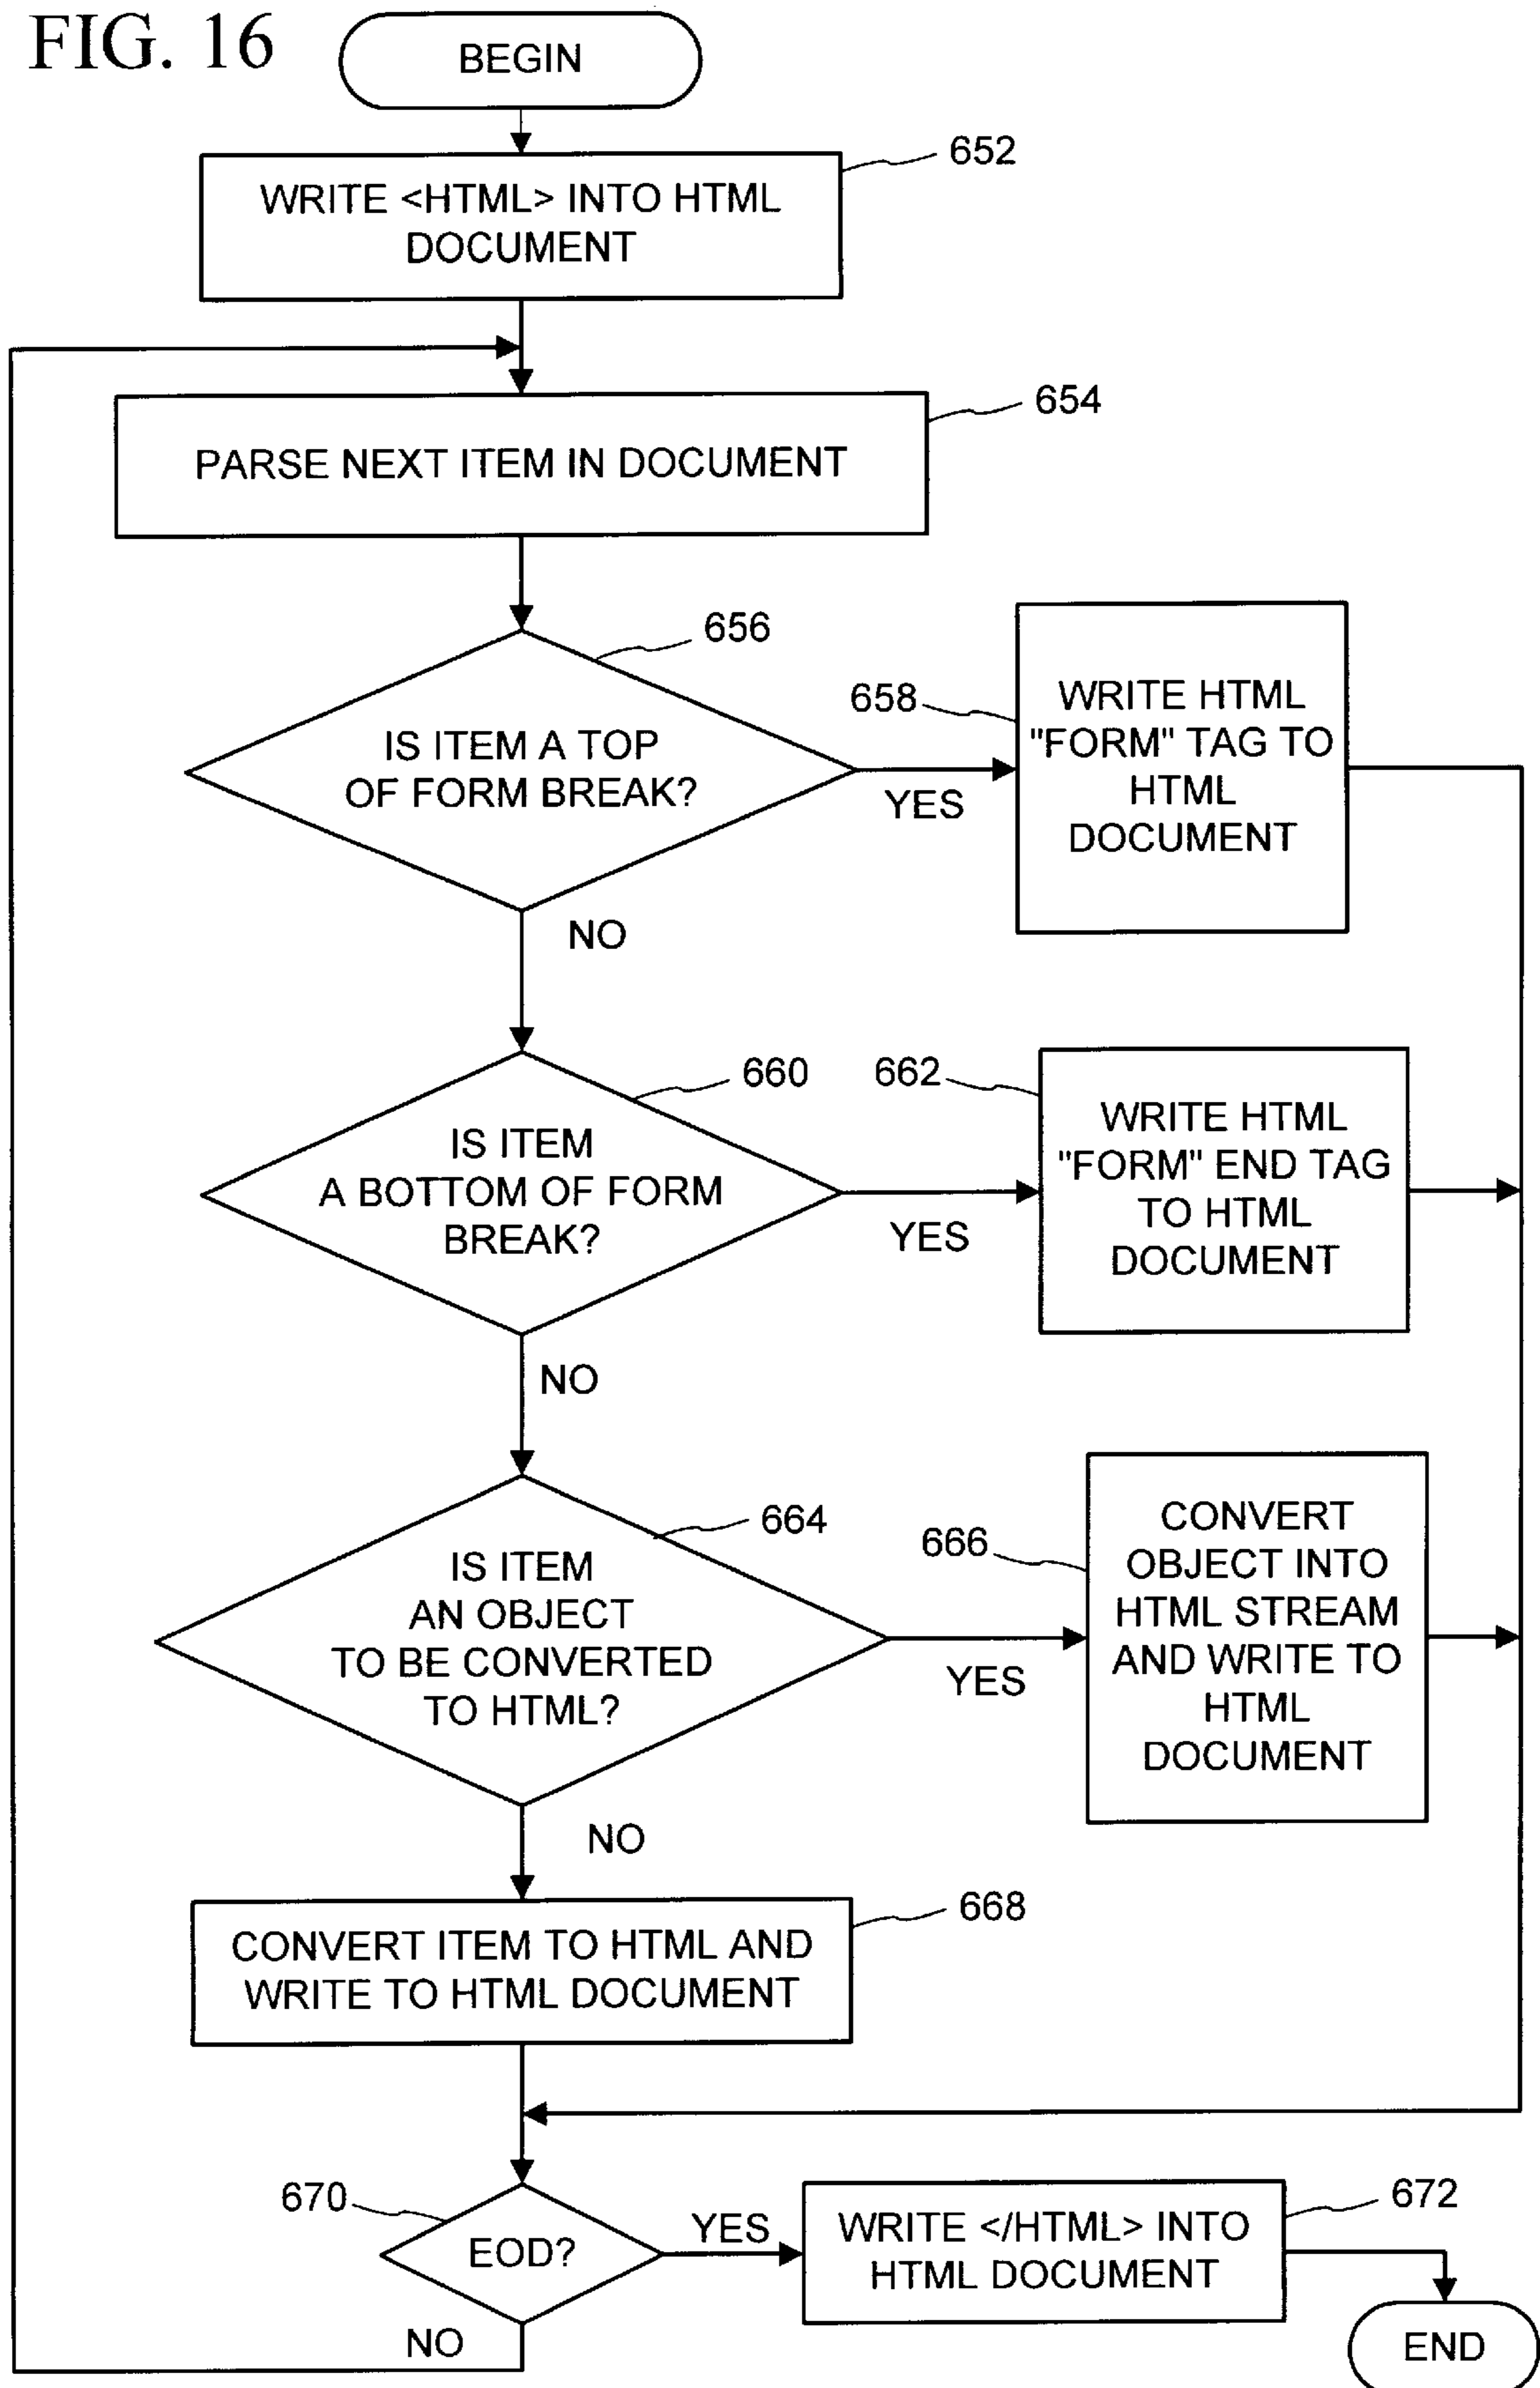 FIG. 16
BEGIN
652
WRITE <HTML> INTO HTML
DOCUMENT
654
PARSE NEXT ITEM IN DOCUMENT
656
IS ITEM A TOP
OF FORM BREAK?
YES
658
WRITE HTML
"FORM" TAG TO
HTML
DOCUMENT
NO
660
IS ITEM
A BOTTOM OF FORM
BREAK?
YES
662
WRITE HTML
"FORM" END TAG
TO HTML
DOCUMENT
NO
664
IS ITEM
AN OBJECT
TO BE CONVERTED
TO HTML?
YES
666
CONVERT
OBJECT INTO
HTML STREAM
AND WRITE TO
HTML
DOCUMENT
NO
668
CONVERT ITEM TO HTML AND
WRITE TO HTML DOCUMENT
670
EOD?
YES
672
WRITE </HTML> INTO
HTML DOCUMENT
NO
END